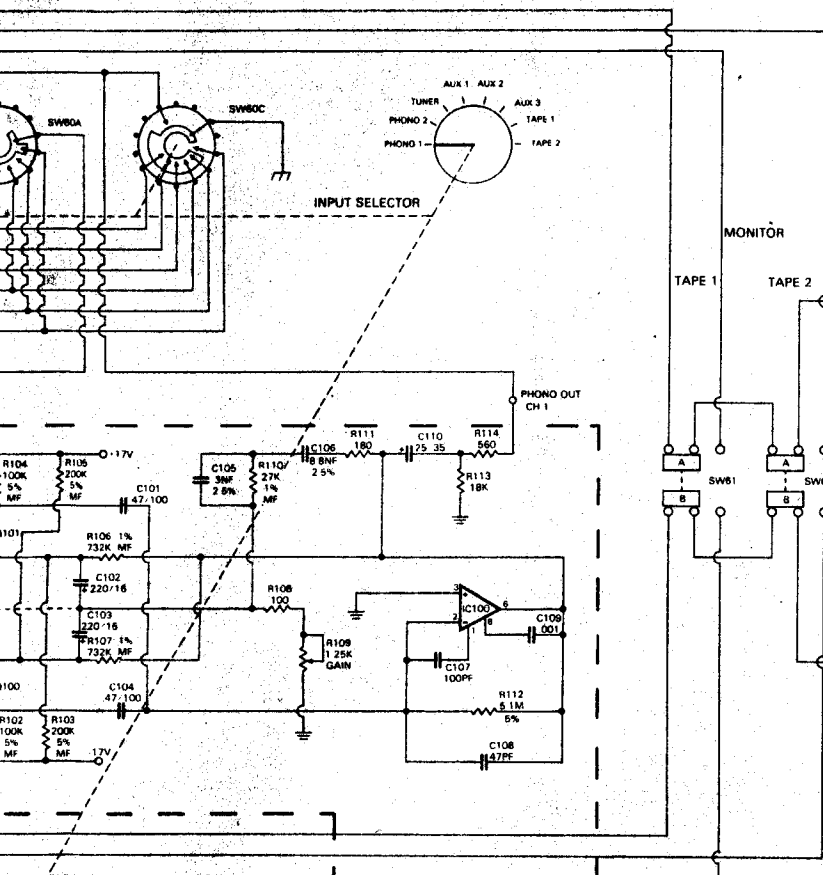 SW60A
SW60C
AUX 1
AUX 2
TUNER
AUX 3
PHONO 2
TAPE 1
PHONO 1
TAPE 2
INPUT SELECTOR
MONITOR
TAPE 1
TAPE 2
PHONO OUT
CH 1
R104
100K
5%
MF
R105
200K
5%
MF
17V
C101
47/100
C105
3NF
2.5%
R110
27K
1%
MF
C106
8.8NF
2.5%
R111
180
C110
25 35
R114
560
R113
18K
A
B
SW61
A
B
R106 1%
732K MF
C102
220/16
C103
220/16
R107 1%
732K MF
R108
100
R109
1.25K
GAIN
3
+
2
-
IC100
6
1
8
C109
.001
C107
100PF
R112
5.1M
5%
C108
47PF
C104
.47/100
R102
100K
5%
MF
R103
200K
5%
MF
17V